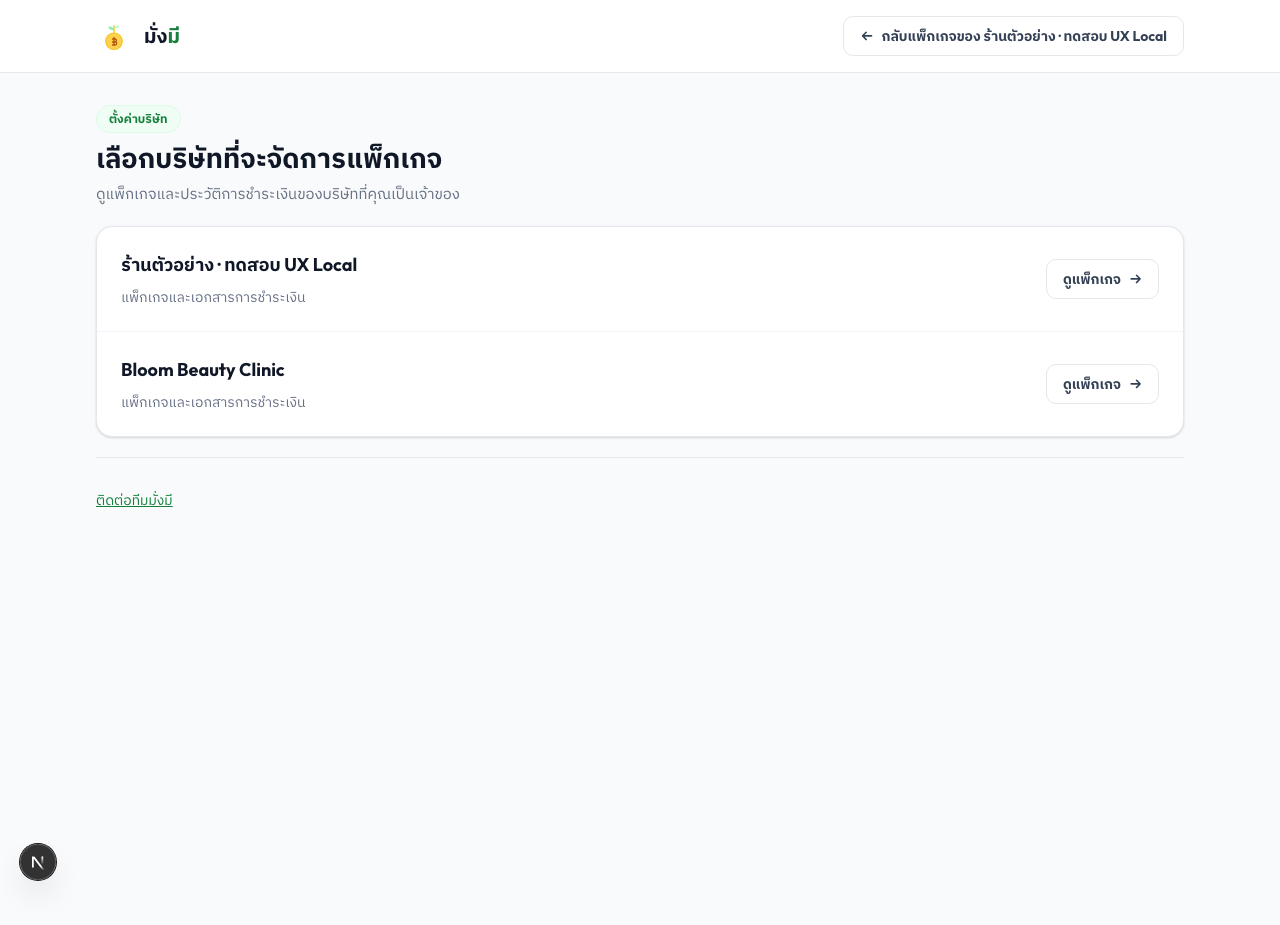 มั่งมี
← กลับแพ็กเกจของ ร้านตัวอย่าง · ทดสอบ UX Local
ตั้งค่าบริษัท
เลือกบริษัทที่จะจัดการแพ็กเกจ
ดูแพ็กเกจและประวัติการชำระเงินของบริษัทที่คุณเป็นเจ้าของ
ร้านตัวอย่าง · ทดสอบ UX Local
แพ็กเกจและเอกสารการชำระเงิน
ดูแพ็กเกจ →
Bloom Beauty Clinic
แพ็กเกจและเอกสารการชำระเงิน
ดูแพ็กเกจ →
ติดต่อทีมมั่งมี
N